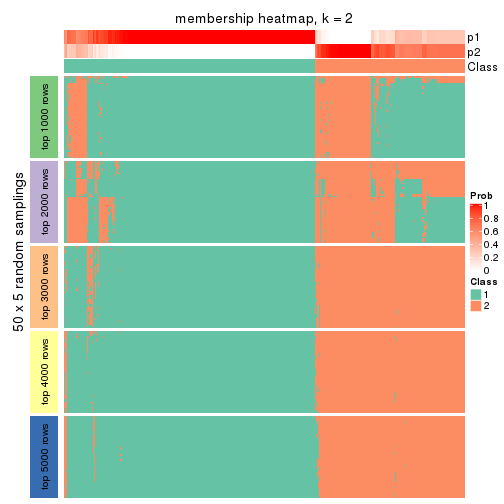 membership heatmap, k = 2
p1
p2
Class
50 x 5 random samplings
top 1000 rows
top 2000 rows
top 3000 rows
top 4000 rows
top 5000 rows
Prob
1
0.8
0.6
0.4
0.2
0
Class
1
2